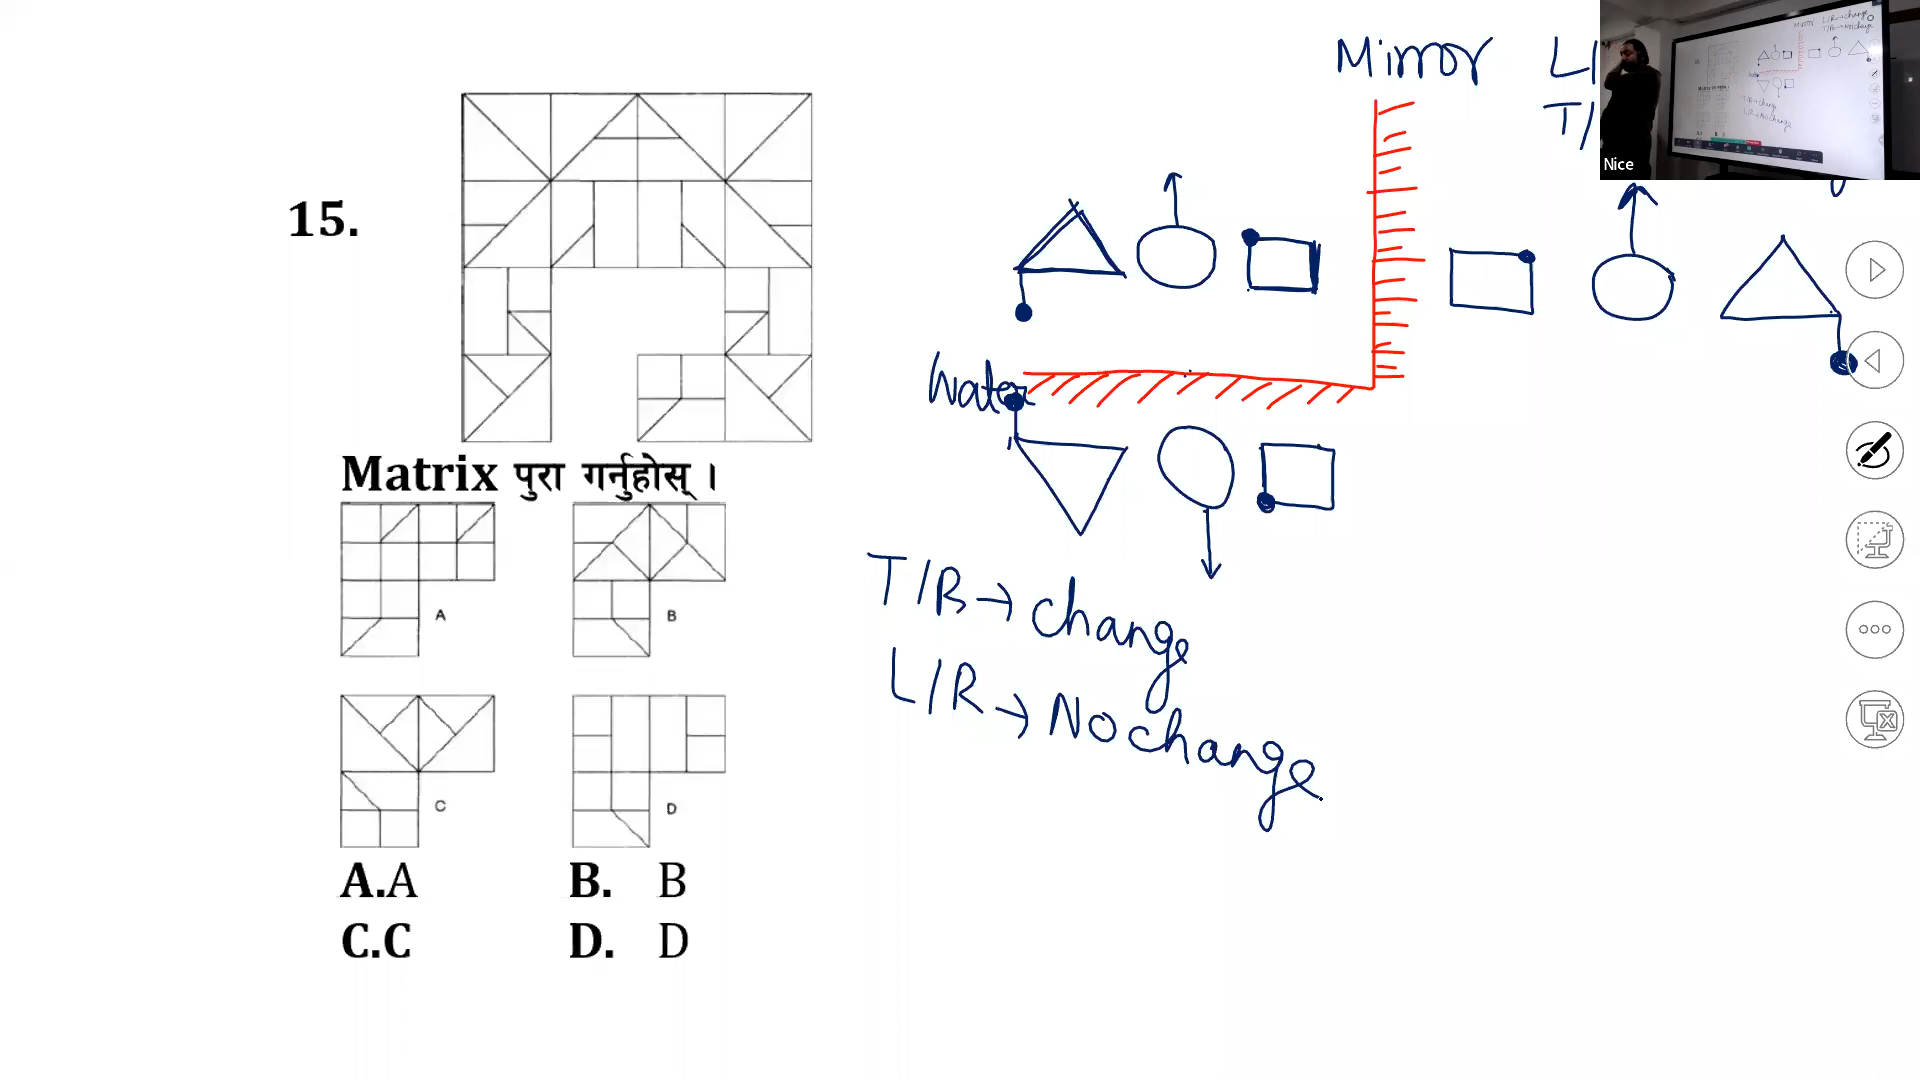 Mirror L/
T/
Nice
15.
Water
Matrix पुरा गर्नुहोस् ।
A
B
T/B → change
L/R → No change
C
D
A.A B. B
C.C D. D